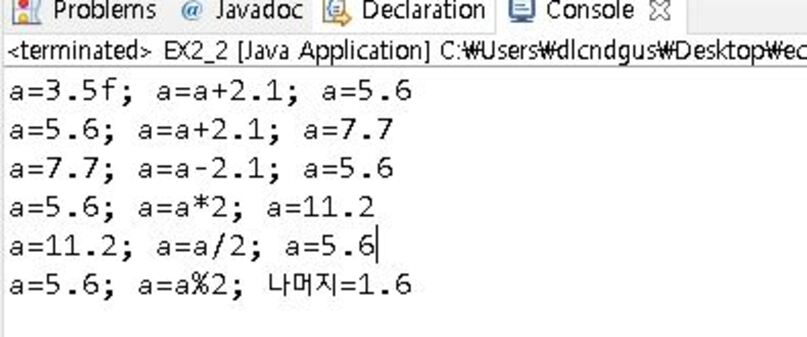 Problems @ Javadoc Declaration Console
<terminated> EX2_2 [Java Application] C:₩Users₩dlcndgus₩Desktop₩ec
a=3.5f; a=a+2.1; a=5.6
a=5.6; a=a+2.1; a=7.7
a=7.7; a=a-2.1; a=5.6
a=5.6; a=a*2; a=11.2
a=11.2; a=a/2; a=5.6
a=5.6; a=a%2; 나머지=1.6